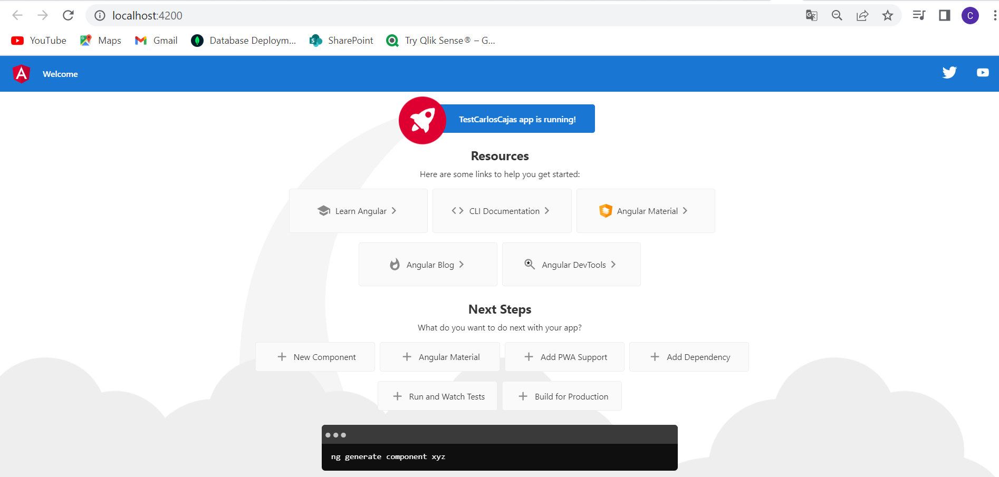 localhost:4200
C
YouTube Maps Gmail Database Deploym... SharePoint Try Qlik Sense® – G...
Welcome
TestCarlosCajas app is running!
Resources
Here are some links to help you get started:
Learn Angular CLI Documentation Angular Material
Angular Blog Angular DevTools
Next Steps
What do you want to do next with your app?
New Component Angular Material Add PWA Support Add Dependency
Run and Watch Tests Build for Production
ng generate component xyz